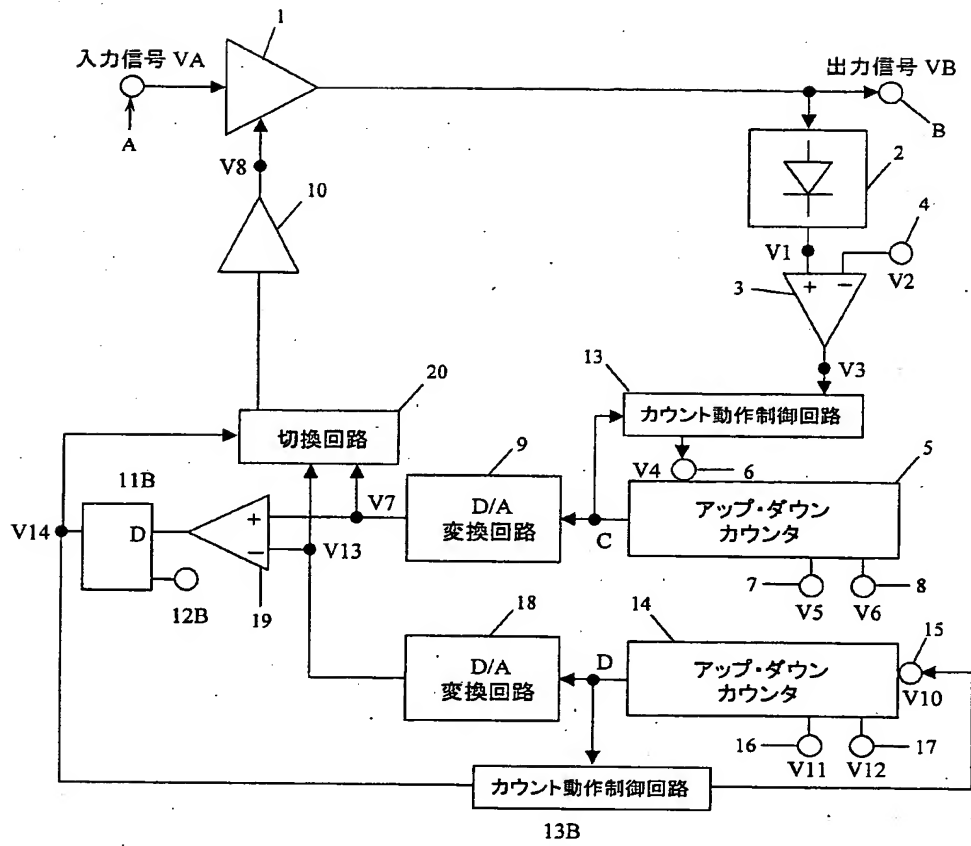 1
入力信号 VA
出力信号 VB
A
B
V8
10
2
4
V1
V2
+
−
3
V3
13
20
カウント動作制御回路
切換回路
9
V4
6
5
11B
V7
D/A
変換回路
アップ・ダウン
カウンタ
C
V14
D
+
−
V13
7
V5
V6
8
12B
19
18
14
15
D/A
変換回路
D
アップ・ダウン
カウンタ
V10
16
V11
V12
17
カウント動作制御回路
13B